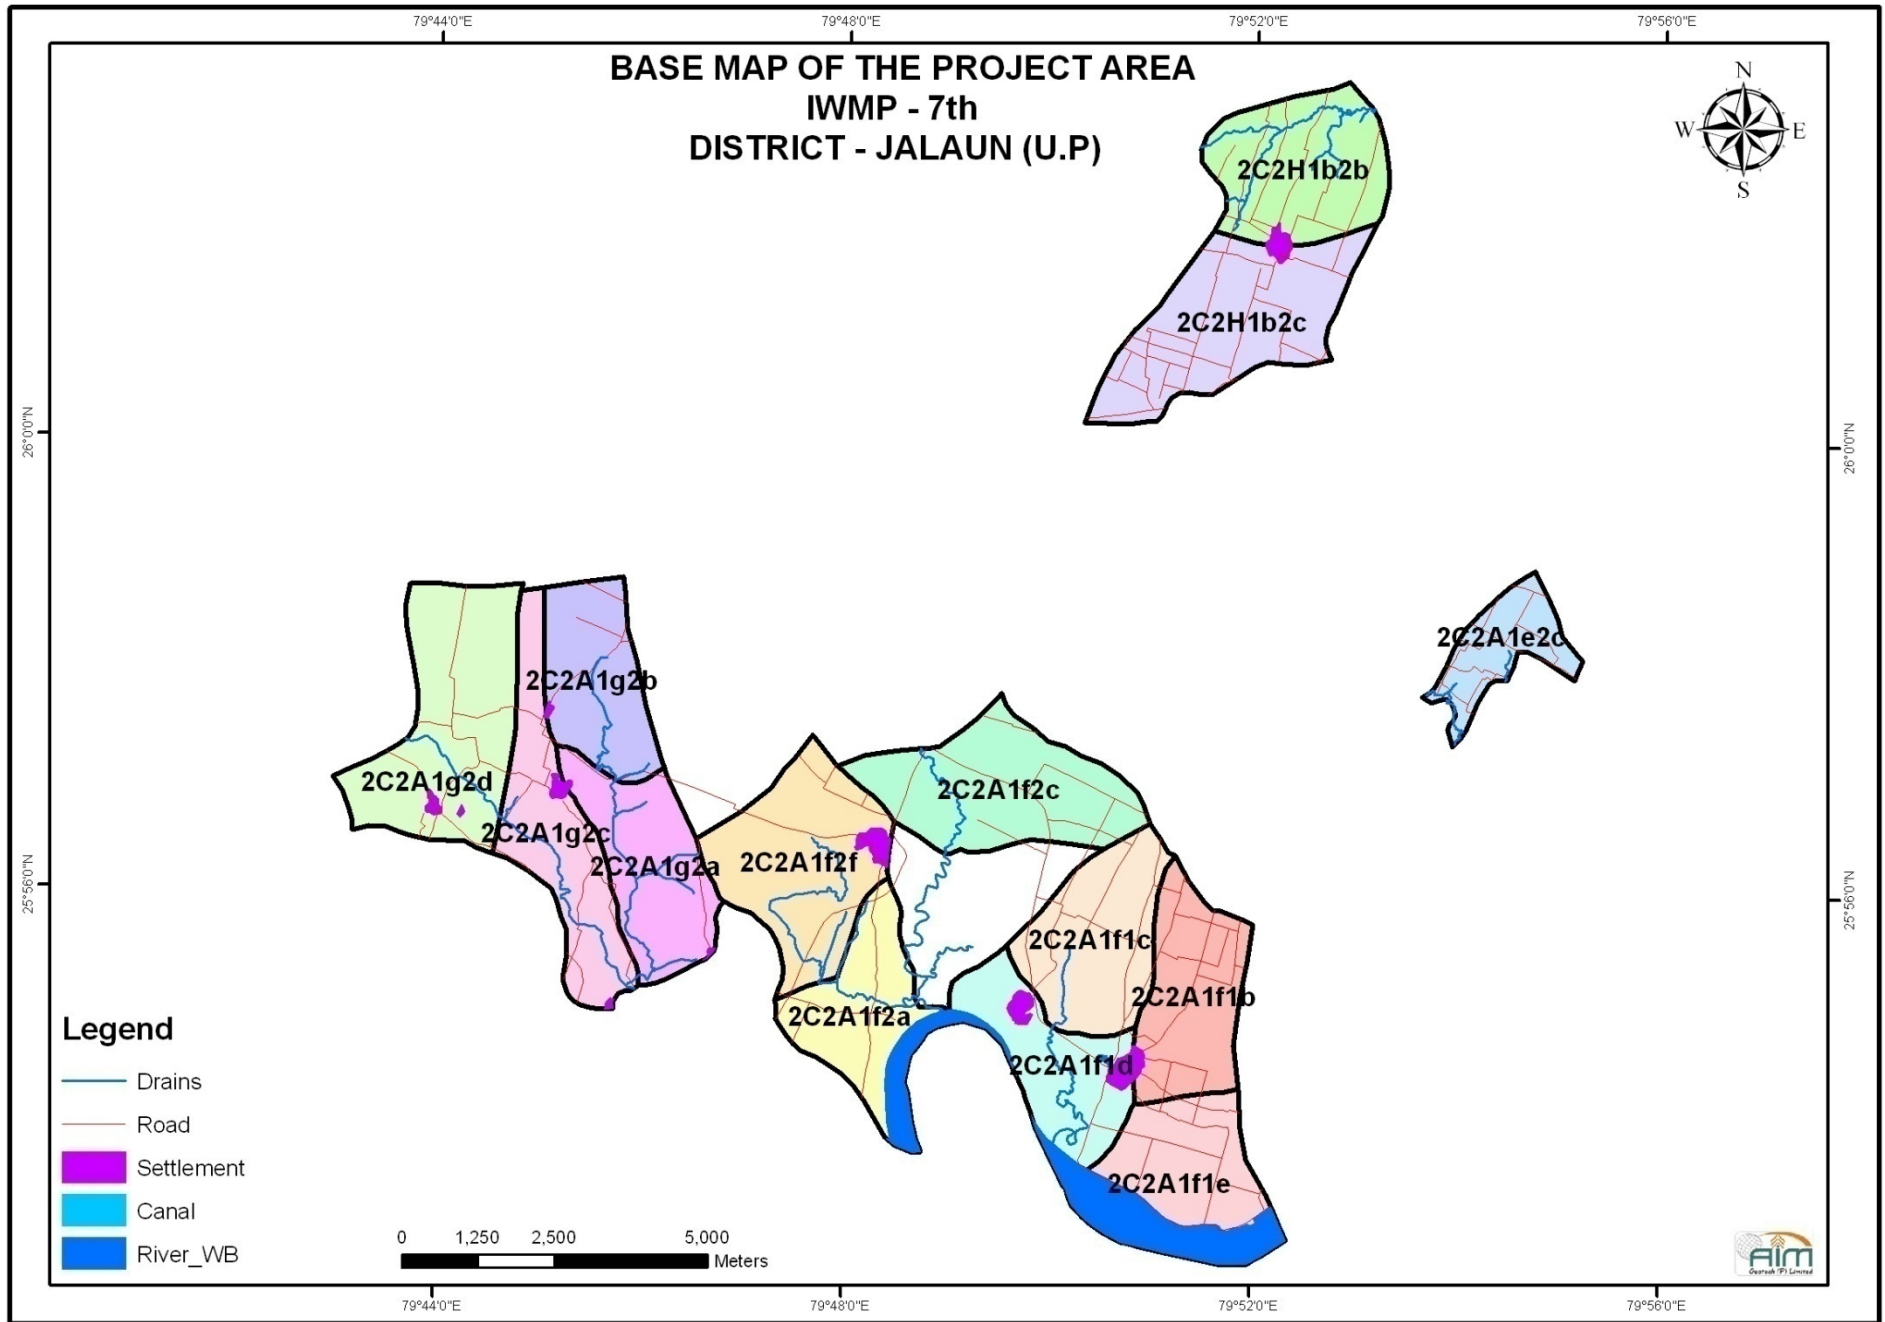 79°44'0"E
79°48'0"E
79°52'0"E
79°56'0"E
BASE MAP OF THE PROJECT AREA
IWMP - 7th
DISTRICT - JALAUN (U.P)
N
W
E
S
2C2H1b2b
2C2H1b2c
26°0'0"N
26°0'0"N
2C2A1e2c
2C2A1g2b
2C2A1g2d
2C2A1f2c
2C2A1g2c
2C2A1g2a
2C2A1f2f
25°56'0"N
25°56'0"N
2C2A1f1c
2C2A1f1b
2C2A1f2a
2C2A1f1d
2C2A1f1e
Legend
Drains
Road
Settlement
Canal
River_WB
0 1,250 2,500 5,000
Meters
AIM
Geotech (P) Limited
79°44'0"E
79°48'0"E
79°52'0"E
79°56'0"E